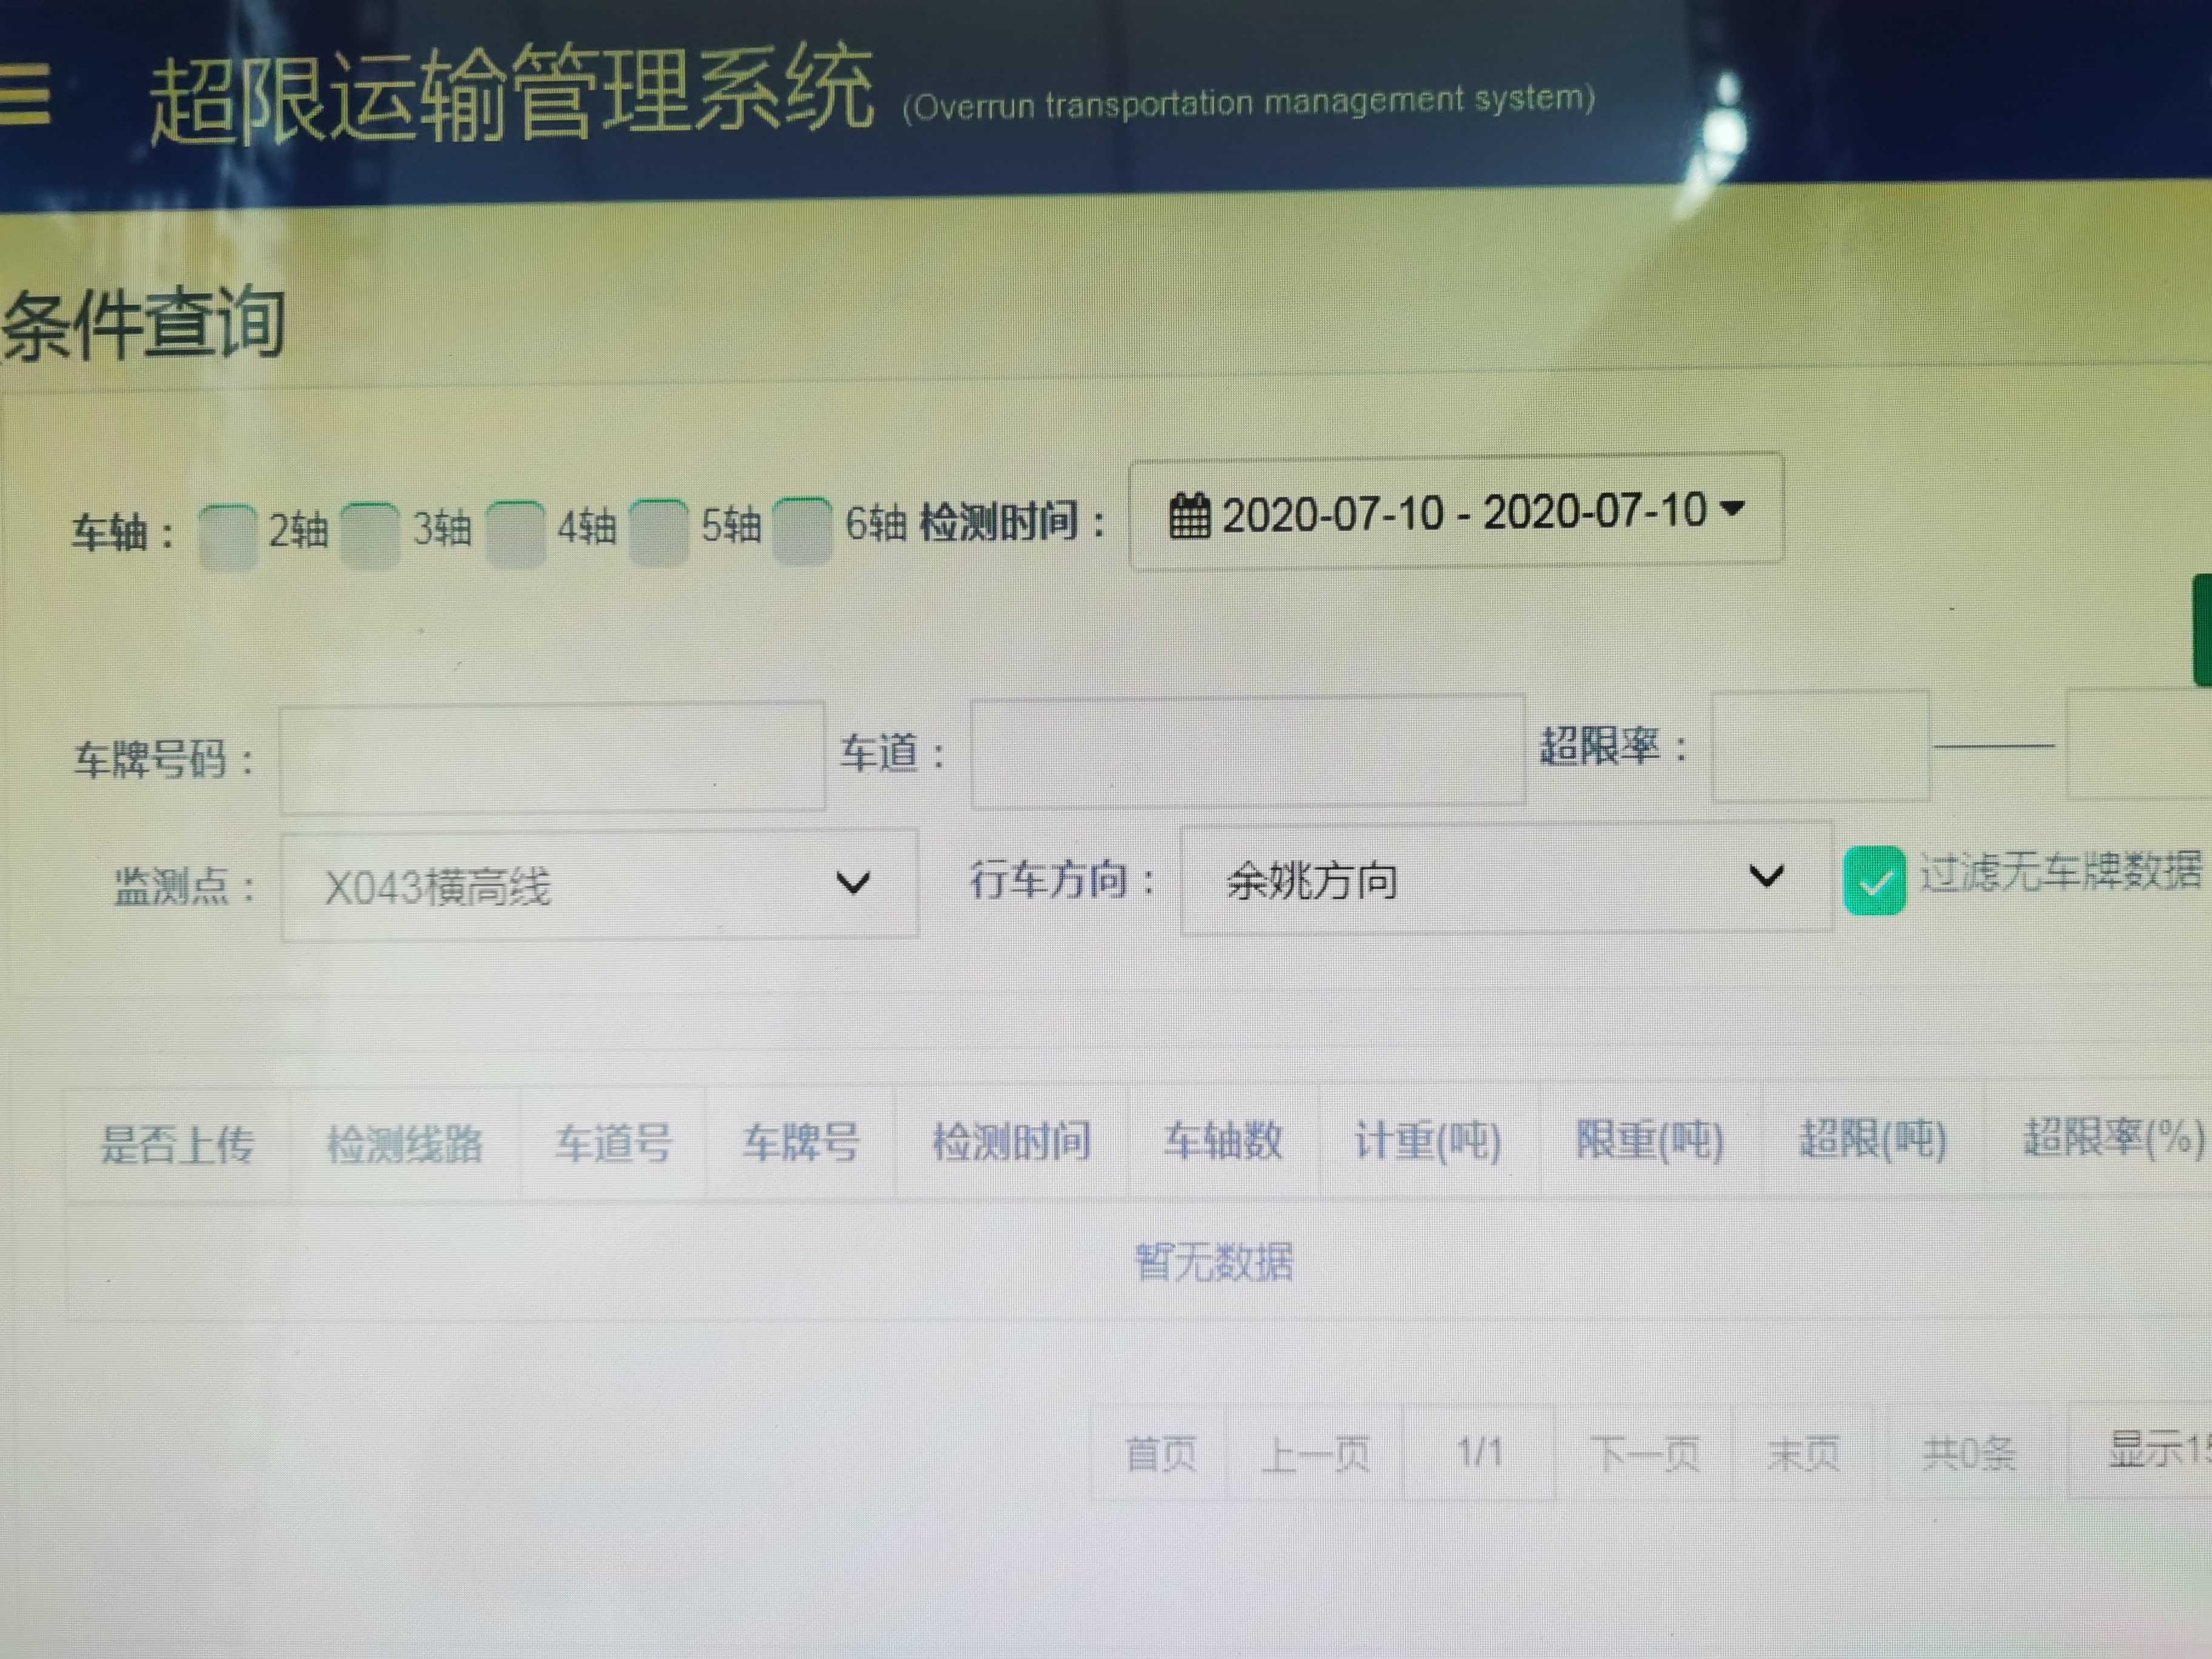 超限运输管理系统 (Overrun transportation management system)
条件查询
车轴： 2轴 3轴 4轴 5轴 6轴 检测时间： 2020-07-10 - 2020-07-10
车牌号码： 车道： 超限率：
监测点： X043横高线 行车方向： 余姚方向 过滤无车牌数据
是否上传 检测线路 车道号 车牌号 检测时间 车轴数 计重(吨) 限重(吨) 超限(吨) 超限率(%)
暂无数据
首页 上一页 1/1 下一页 末页 共0条 显示15